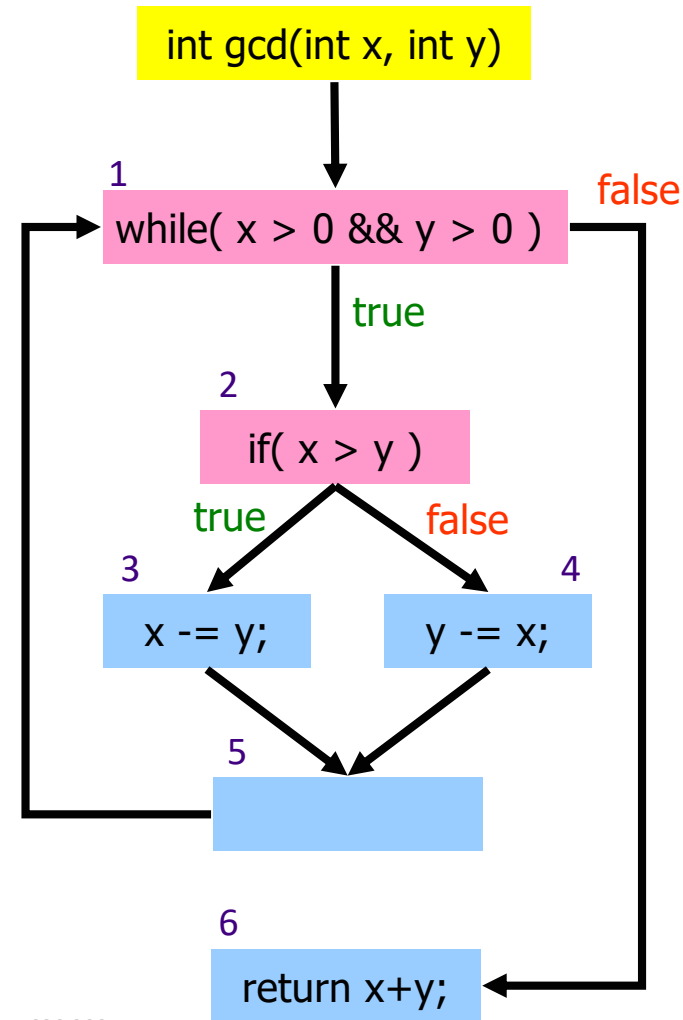 int gcd(int x, int y)
1
while( x > 0 && y > 0 )
false
true
2
if( x > y )
true
false
3
4
x -= y;
y -= x;
5
6
return x+y;